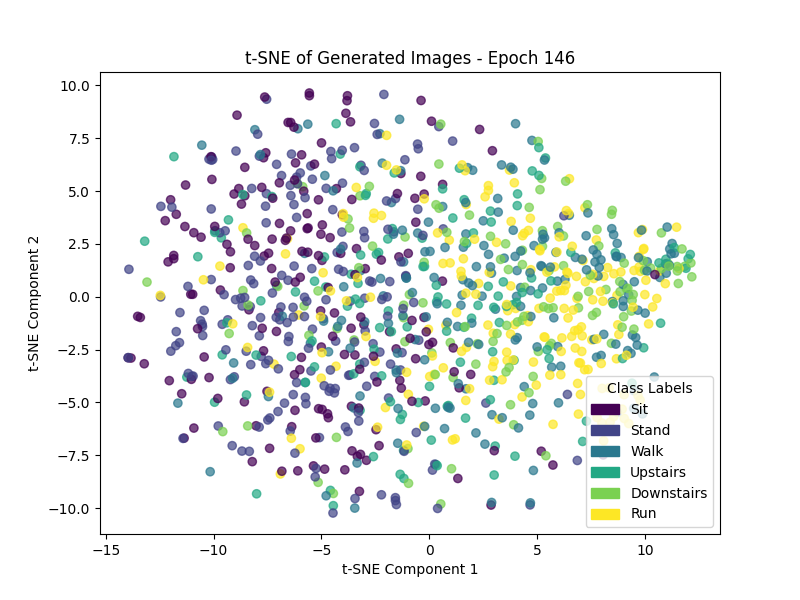 t-SNE of Generated Images - Epoch 146
10.0
7.5
5.0
2.5
0.0
−2.5
−5.0
−7.5
−10.0
t-SNE Component 2
−15
−10
−5
0
5
10
t-SNE Component 1
Class Labels
Sit
Stand
Walk
Upstairs
Downstairs
Run